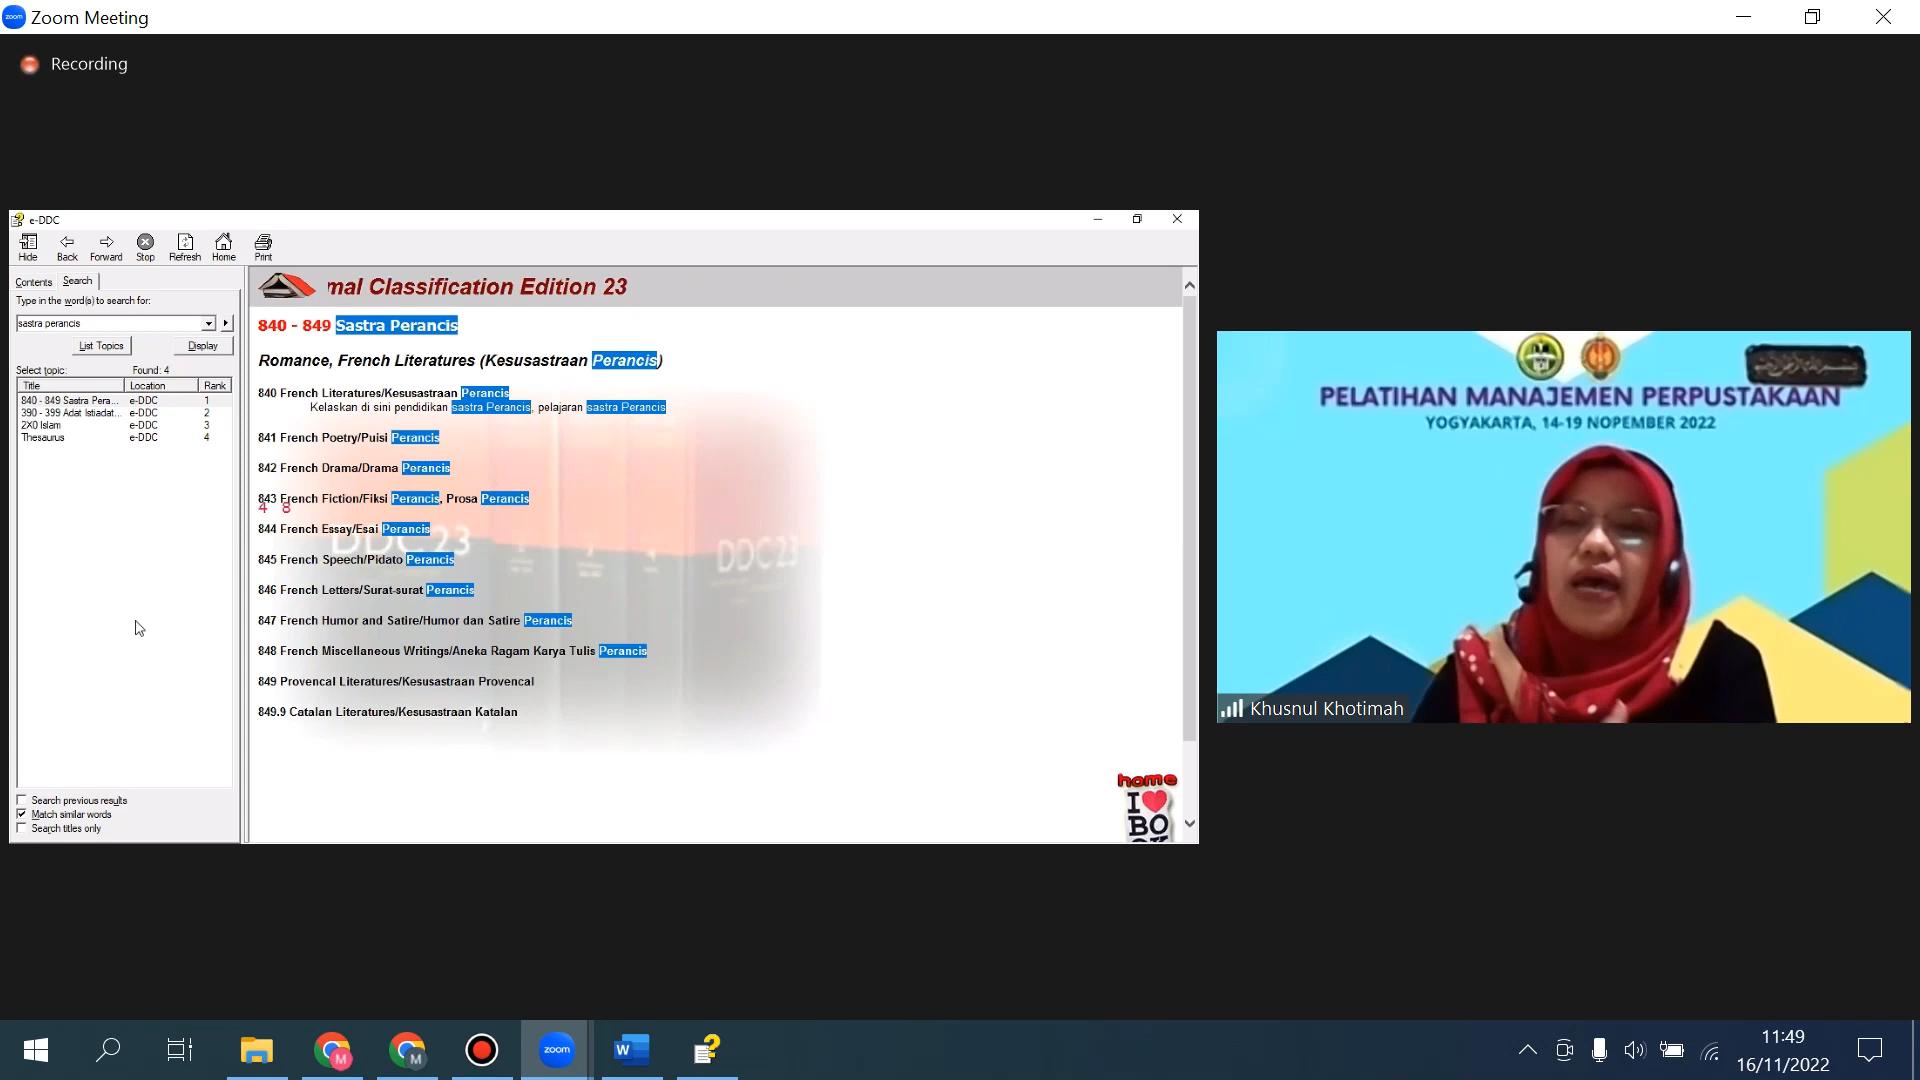 Zoom Meeting
Recording
e-DDC
Hide Back Forward Stop Refresh Home Print
Contents Search
Type in the word(s) to search for:
sastra perancis
List Topics Display
Select topic: Found: 4
Title Location Rank
840 - 849 Sastra Pera... e-DDC 1
390 - 399 Adat Istiadat... e-DDC 2
2X0 Islam e-DDC 3
Thesaurus e-DDC 4
Search previous results
Match similar words
Search titles only
mal Classification Edition 23
840 - 849 Sastra Perancis
Romance, French Literatures (Kesusastraan Perancis)
840 French Literatures/Kesusastraan Perancis
Kelaskan di sini pendidikan sastra Perancis, pelajaran sastra Perancis
841 French Poetry/Puisi Perancis
842 French Drama/Drama Perancis
843 French Fiction/Fiksi Perancis, Prosa Perancis
4 8
844 French Essay/Esai Perancis
845 French Speech/Pidato Perancis
846 French Letters/Surat-surat Perancis
847 French Humor and Satire/Humor dan Satire Perancis
848 French Miscellaneous Writings/Aneka Ragam Karya Tulis Perancis
849 Provencal Literatures/Kesusastraan Provencal
849.9 Catalan Literatures/Kesusastraan Katalan
DDC 23
DDC23
home
I
BO
PELATIHAN MANAJEMEN PERPUSTAKAAN
YOGYAKARTA, 14-19 NOPEMBER 2022
Khusnul Khotimah
zoom
11:49
16/11/2022